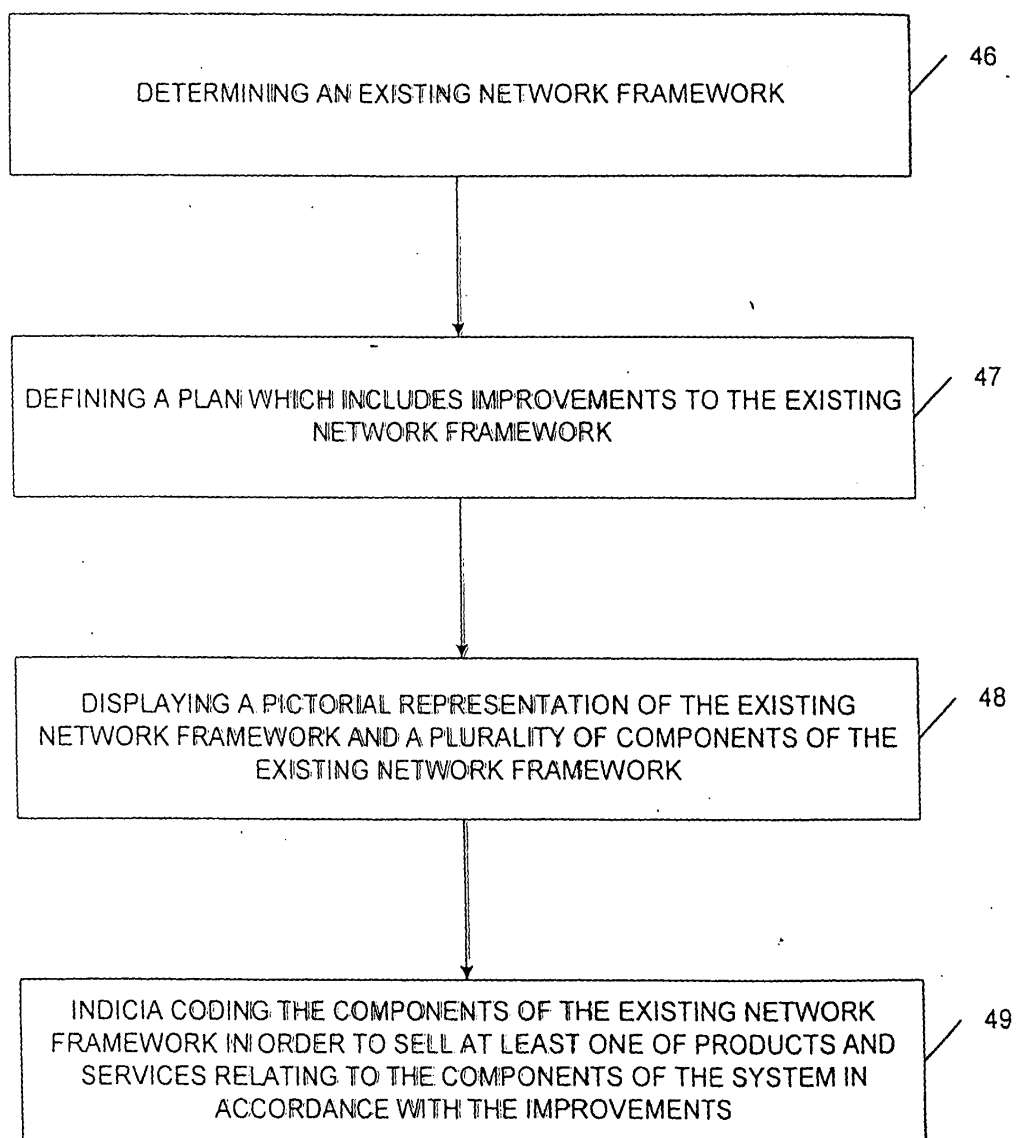 DETERMINING AN EXISTING NETWORK FRAMEWORK
46
DEFINING A PLAN WHICH INCLUDES IMPROVEMENTS TO THE EXISTING
NETWORK FRAMEWORK
47
DISPLAYING A PICTORIAL REPRESENTATION OF THE EXISTING
NETWORK FRAMEWORK AND A PLURALITY OF COMPONENTS OF THE
EXISTING NETWORK FRAMEWORK
48
INDICIA CODING THE COMPONENTS OF THE EXISTING NETWORK
FRAMEWORK IN ORDER TO SELL AT LEAST ONE OF PRODUCTS AND
SERVICES RELATING TO THE COMPONENTS OF THE SYSTEM IN
ACCORDANCE WITH THE IMPROVEMENTS
49